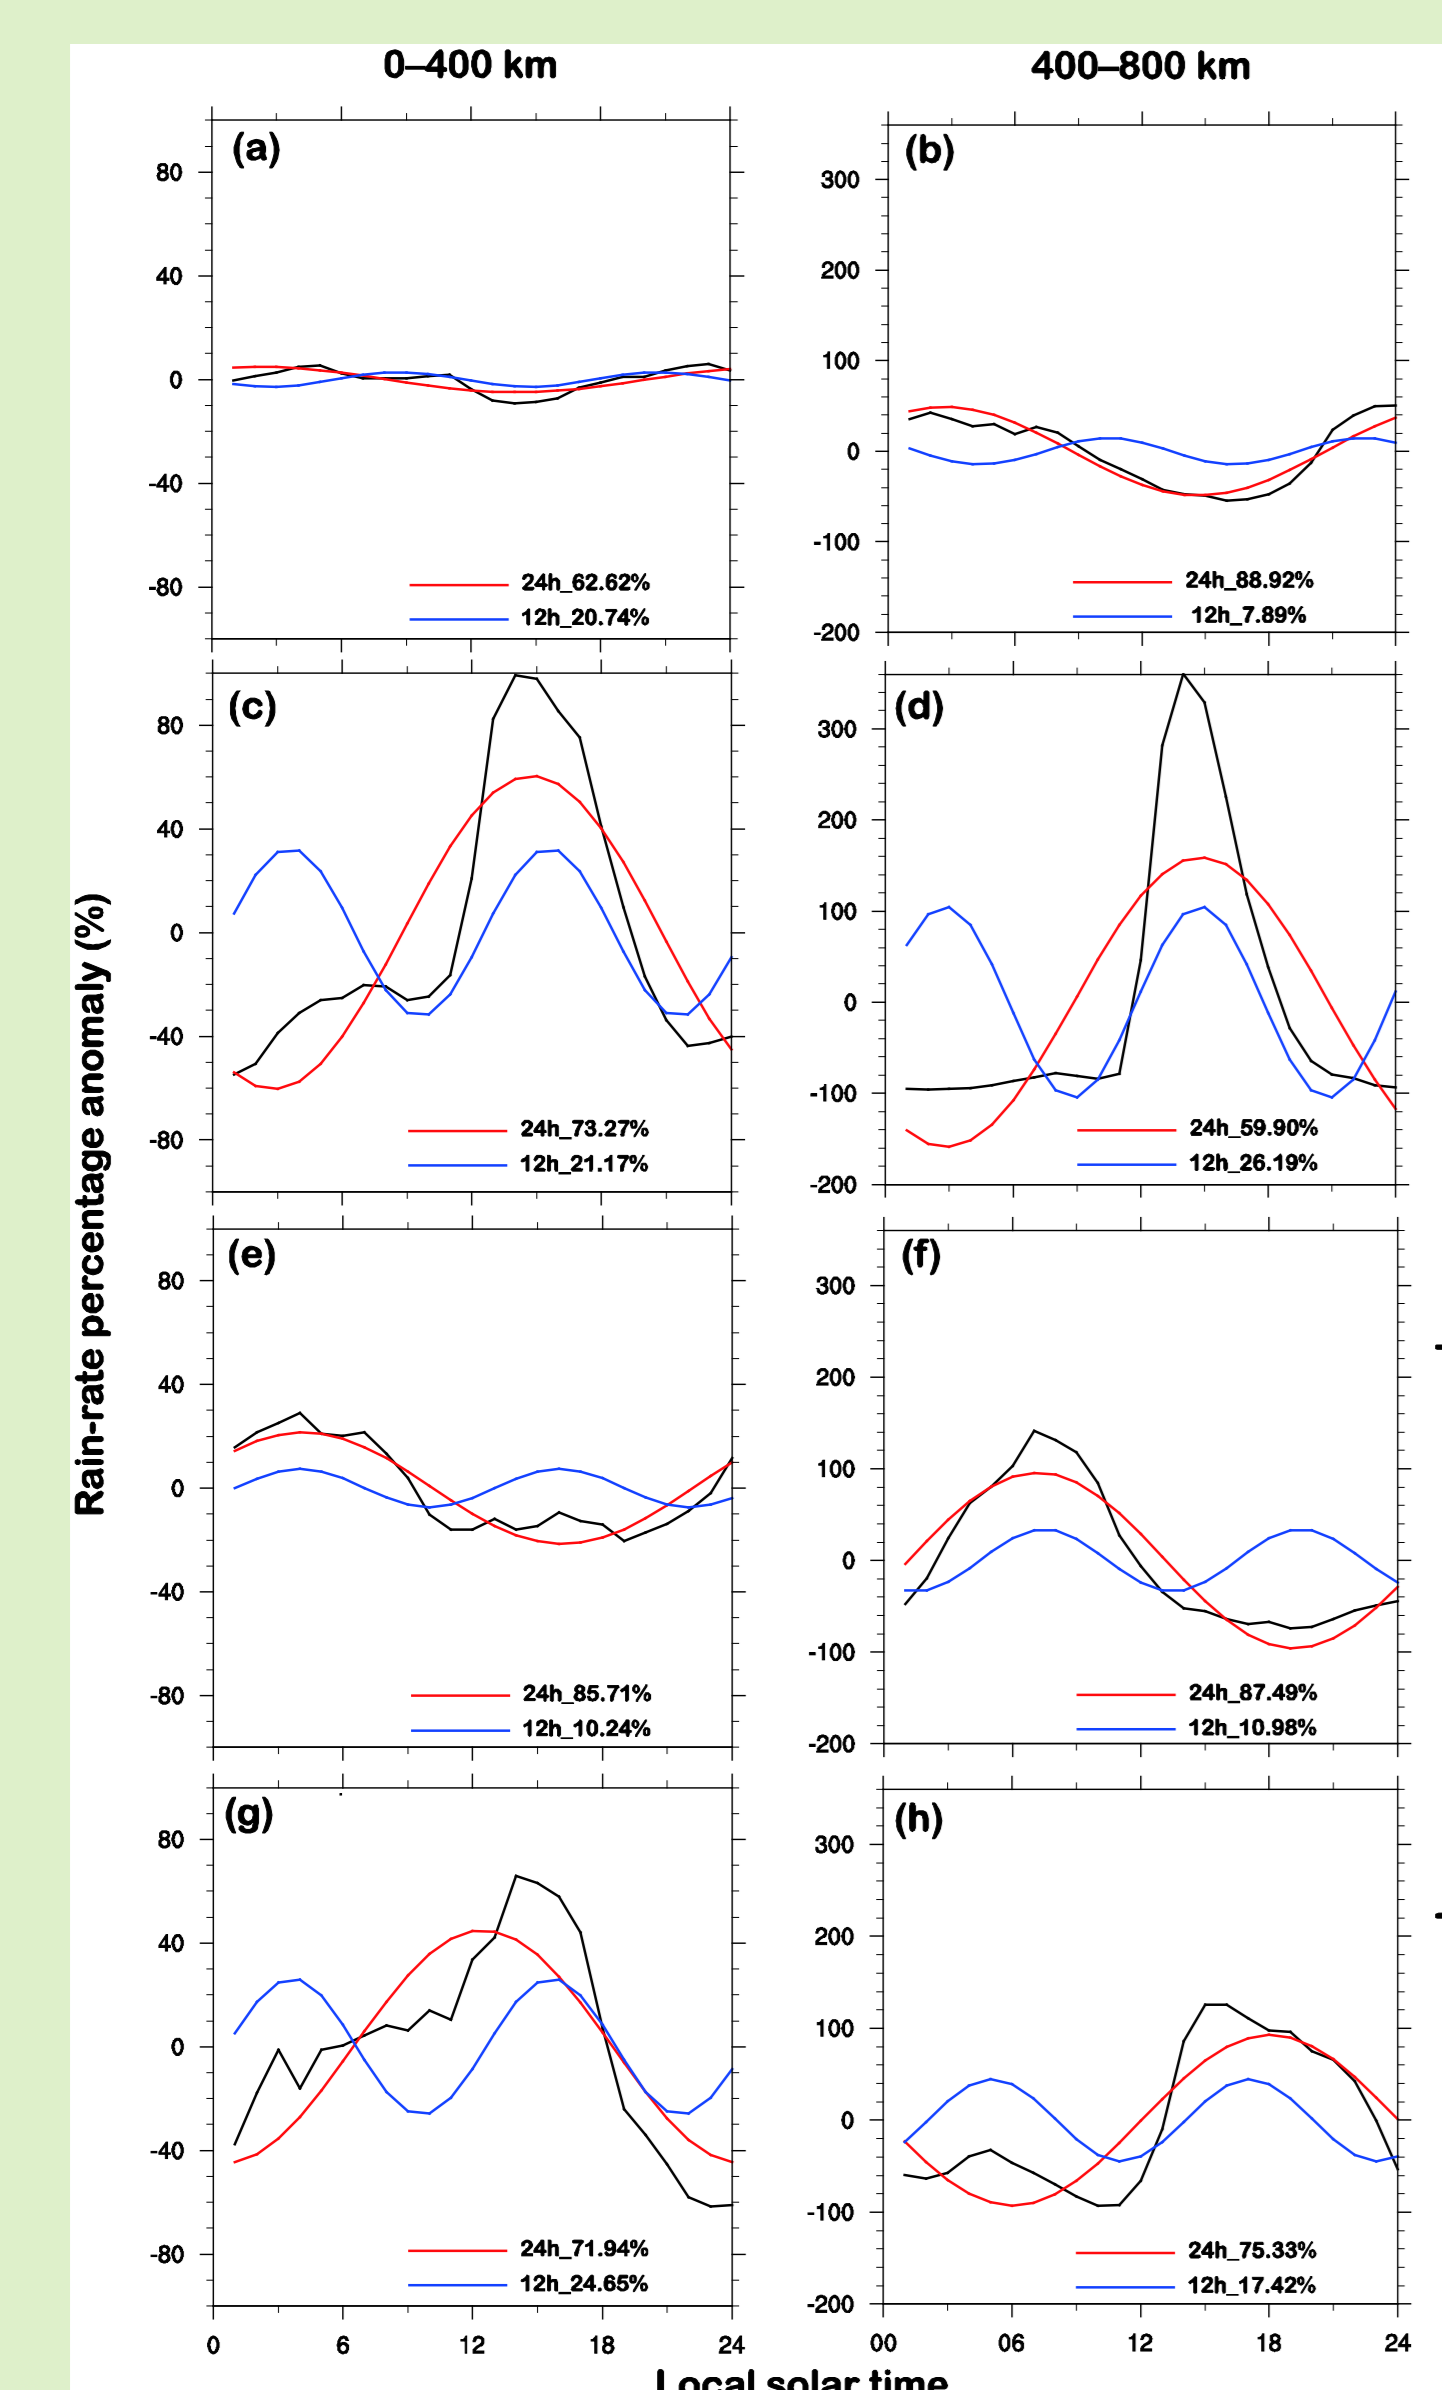 0–400 km
400–800 km
(a)
80
40
0
-40
-80
24h_62.62%
12h_20.74%
(b)
300
200
100
0
-100
-200
24h_88.92%
12h_7.89%
(c)
80
40
0
-40
-80
24h_73.27%
12h_21.17%
(d)
300
200
100
0
-100
-200
24h_59.90%
12h_26.19%
Rain-rate percentage anomaly (%)
(e)
80
40
0
-40
-80
24h_85.71%
12h_10.24%
(f)
300
200
100
0
-100
-200
24h_87.49%
12h_10.98%
(g)
80
40
0
-40
-80
24h_71.94%
12h_24.65%
0 6 12 18 24
(h)
300
200
100
0
-100
-200
24h_75.33%
12h_17.42%
00 06 12 18 24
Local solar time